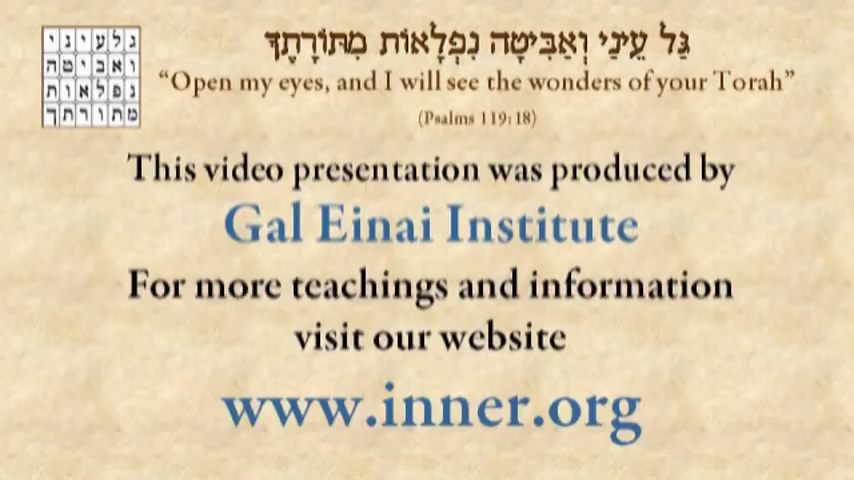 גלעיני
ואביטה
נפלאות
מתורתך
גַּל עֵינַי וְאַבִּיטָה נִפְלָאוֹת מִתּוֹרָתֶךָ
“Open my eyes, and I will see the wonders of your Torah”
(Psalms 119:18)
This video presentation was produced by
Gal Einai Institute
For more teachings and information
visit our website
www.inner.org